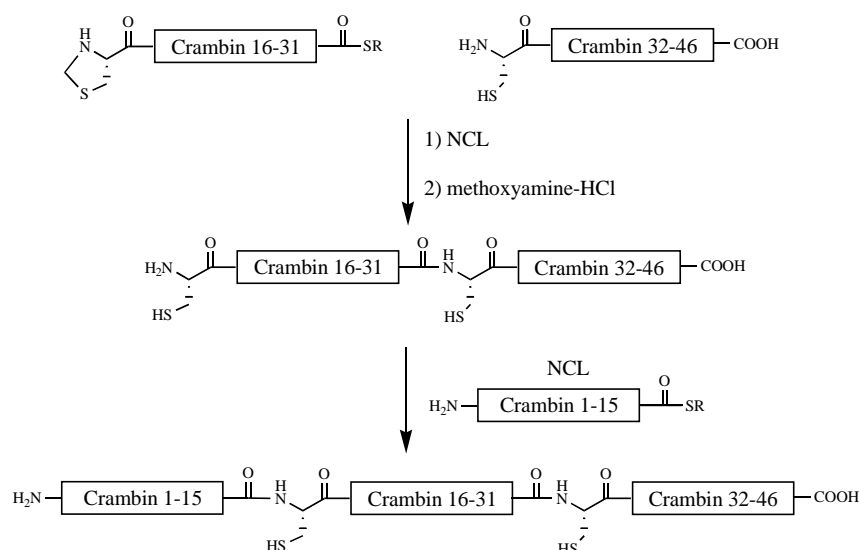 O
HN
Crambin 16-31
O
SR
S
H₂N
O
Crambin 32-46
COOH
HS
1) NCL
2) methoxyamine-HCl
H₂N
O
Crambin 16-31
O
H
N
O
Crambin 32-46
COOH
HS
HS
NCL
H₂N
Crambin 1-15
O
SR
H₂N
Crambin 1-15
O
H
N
O
Crambin 16-31
O
H
N
O
Crambin 32-46
COOH
HS
HS